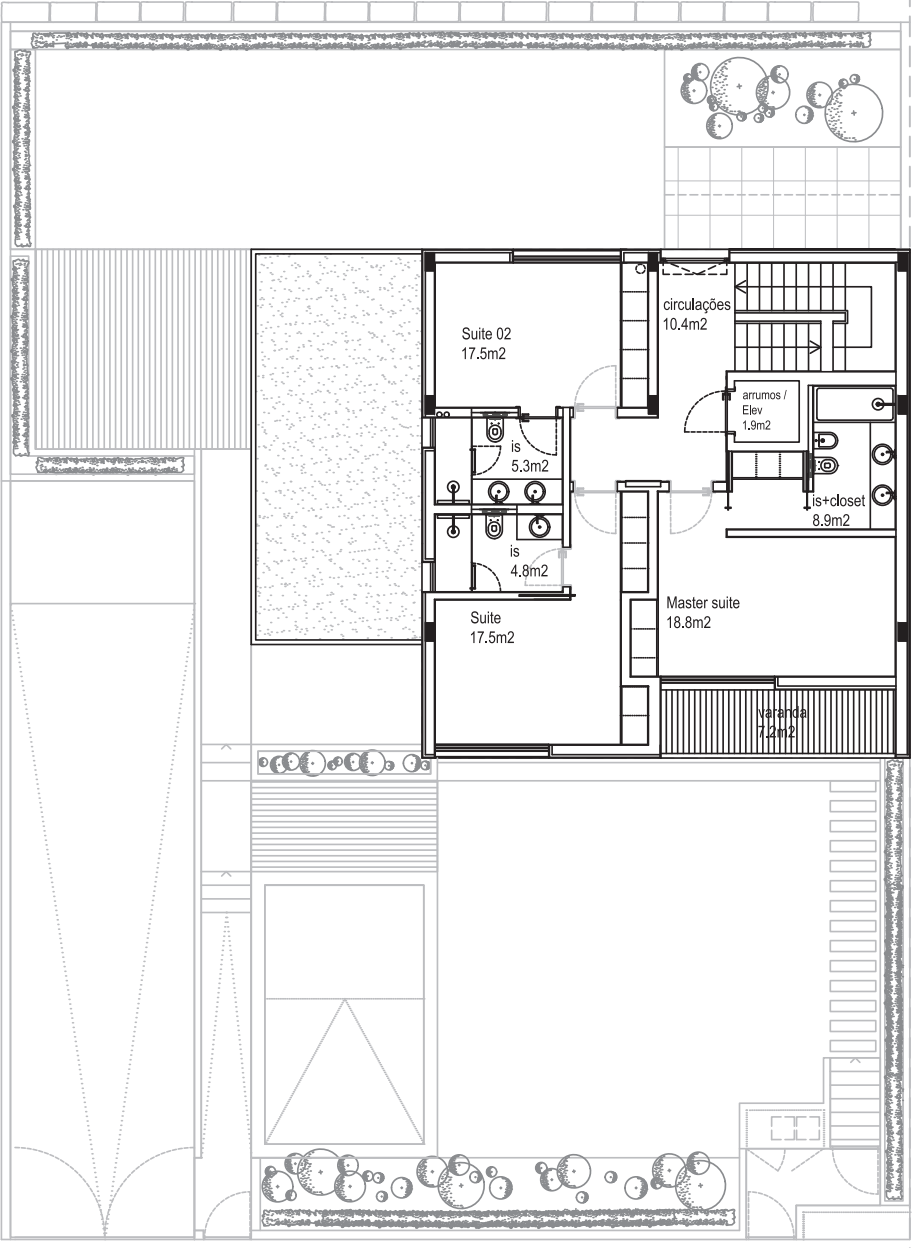 circulações
10.4m2
Suite 02
17.5m2
arrumos /
Elev
1.9m2
is
5.3m2
is+closet
8.9m2
is
4.8m2
Master suite
18.8m2
Suite
17.5m2
varanda
7.2m2